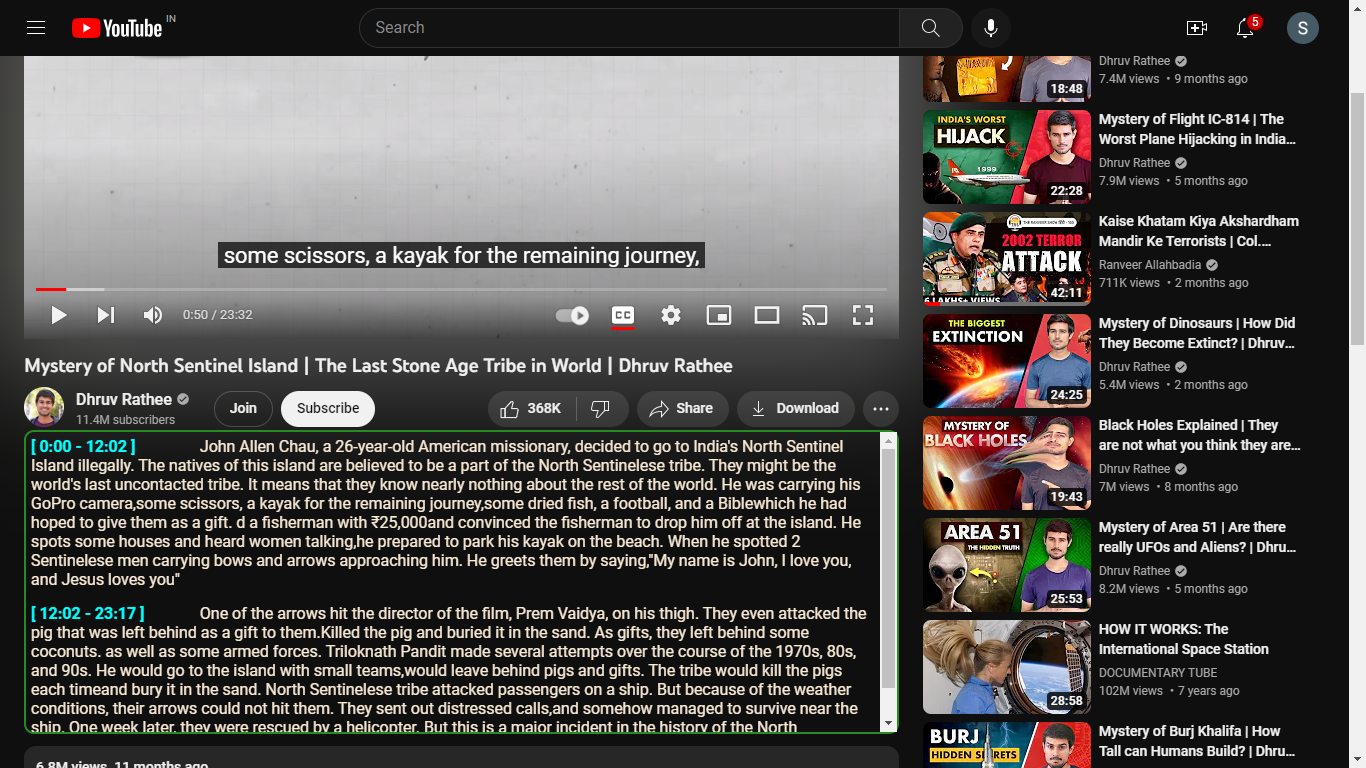 YouTube IN
Search
5
S
some scissors, a kayak for the remaining journey,
0:50 / 23:32
CC
Mystery of North Sentinel Island | The Last Stone Age Tribe in World | Dhruv Rathee
Dhruv Rathee
11.4M subscribers
Join
Subscribe
368K
Share
Download
[ 0:00 - 12:02 ] John Allen Chau, a 26-year-old American missionary, decided to go to India's North Sentinel
Island illegally. The natives of this island are believed to be a part of the North Sentinelese tribe. They might be the
world's last uncontacted tribe. It means that they know nearly nothing about the rest of the world. He was carrying his
GoPro camera,some scissors, a kayak for the remaining journey,some dried fish, a football, and a Biblewhich he had
hoped to give them as a gift. d a fisherman with ₹25,000and convinced the fisherman to drop him off at the island. He
spots some houses and heard women talking,he prepared to park his kayak on the beach. When he spotted 2
Sentinelese men carrying bows and arrows approaching him. He greets them by saying,"My name is John, I love you,
and Jesus loves you"
[ 12:02 - 23:17 ] One of the arrows hit the director of the film, Prem Vaidya, on his thigh. They even attacked the
pig that was left behind as a gift to them.Killed the pig and buried it in the sand. As gifts, they left behind some
coconuts. as well as some armed forces. Triloknath Pandit made several attempts over the course of the 1970s, 80s,
and 90s. He would go to the island with small teams,would leave behind pigs and gifts. The tribe would kill the pigs
each timeand bury it in the sand. North Sentinelese tribe attacked passengers on a ship. But because of the weather
conditions, their arrows could not hit them. They sent out distressed calls,and somehow managed to survive near the
ship. One week later, they were rescued by a helicopter. But this is a major incident in the history of the North
6.8M views 11 months ago
18:48
Dhruv Rathee
7.4M views • 9 months ago
INDIA'S WORST
HIJACK
1999
22:28
Mystery of Flight IC-814 | The
Worst Plane Hijacking in India...
Dhruv Rathee
7.9M views • 5 months ago
2002 TERROR
ATTACK
6 LAKHS+ VIEWS
42:11
Kaise Khatam Kiya Akshardham
Mandir Ke Terrorists | Col....
Ranveer Allahbadia
711K views • 2 months ago
THE BIGGEST
EXTINCTION
24:25
Mystery of Dinosaurs | How Did
They Become Extinct? | Dhruv...
Dhruv Rathee
5.4M views • 2 months ago
MYSTERY OF
BLACK HOLES
19:43
Black Holes Explained | They
are not what you think they are...
Dhruv Rathee
7M views • 8 months ago
AREA 51
THE HIDDEN TRUTH
25:53
Mystery of Area 51 | Are there
really UFOs and Aliens? | Dhru...
Dhruv Rathee
8.2M views • 5 months ago
28:58
HOW IT WORKS: The
International Space Station
DOCUMENTARY TUBE
102M views • 7 years ago
BURJ
HIDDEN SECRETS
Mystery of Burj Khalifa | How
Tall can Humans Build? | Dhru...